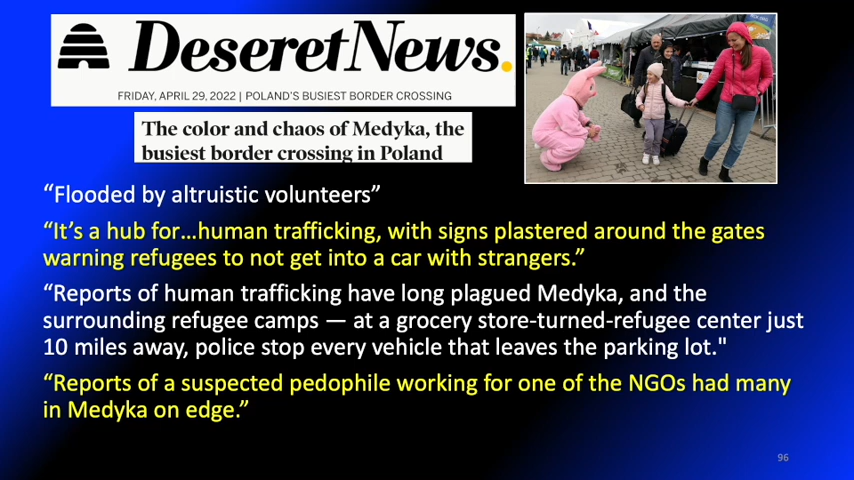 Deseret News.
FRIDAY, APRIL 29, 2022 | POLAND'S BUSIEST BORDER CROSSING
The color and chaos of Medyka, the
busiest border crossing in Poland
“Flooded by altruistic volunteers”
“It’s a hub for…human trafficking, with signs plastered around the gates
warning refugees to not get into a car with strangers.”
“Reports of human trafficking have long plagued Medyka, and the
surrounding refugee camps — at a grocery store-turned-refugee center just
10 miles away, police stop every vehicle that leaves the parking lot."
“Reports of a suspected pedophile working for one of the NGOs had many
in Medyka on edge.”
96